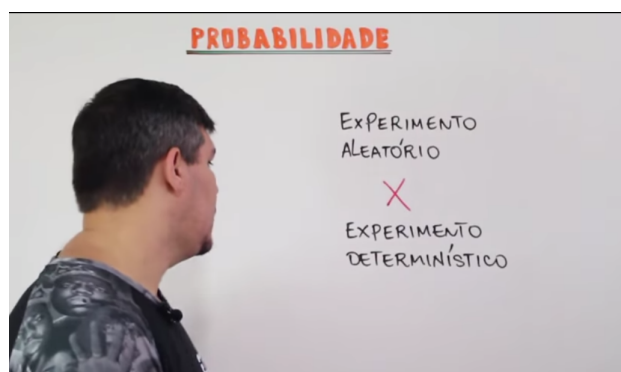 PROBABILIDADE
EXPERIMENTO
ALEATÓRIO
X
EXPERIMENTO
DETERMINÍSTICO